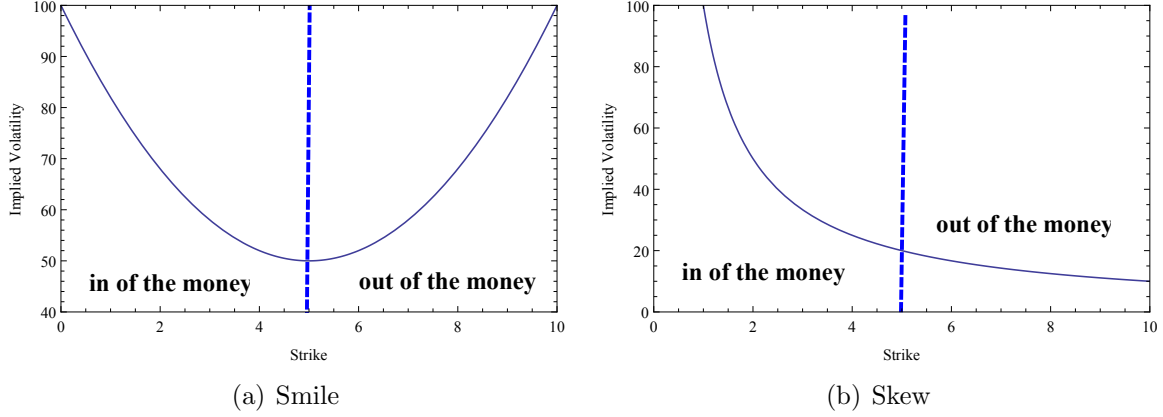 100
90
80
70
60
50
40
Implied Volatility
in of the money
out of the money
0 2 4 6 8 10
Strike
(a) Smile
100
80
60
40
20
0
Implied Volatility
out of the money
in of the money
0 2 4 6 8 10
Strike
(b) Skew